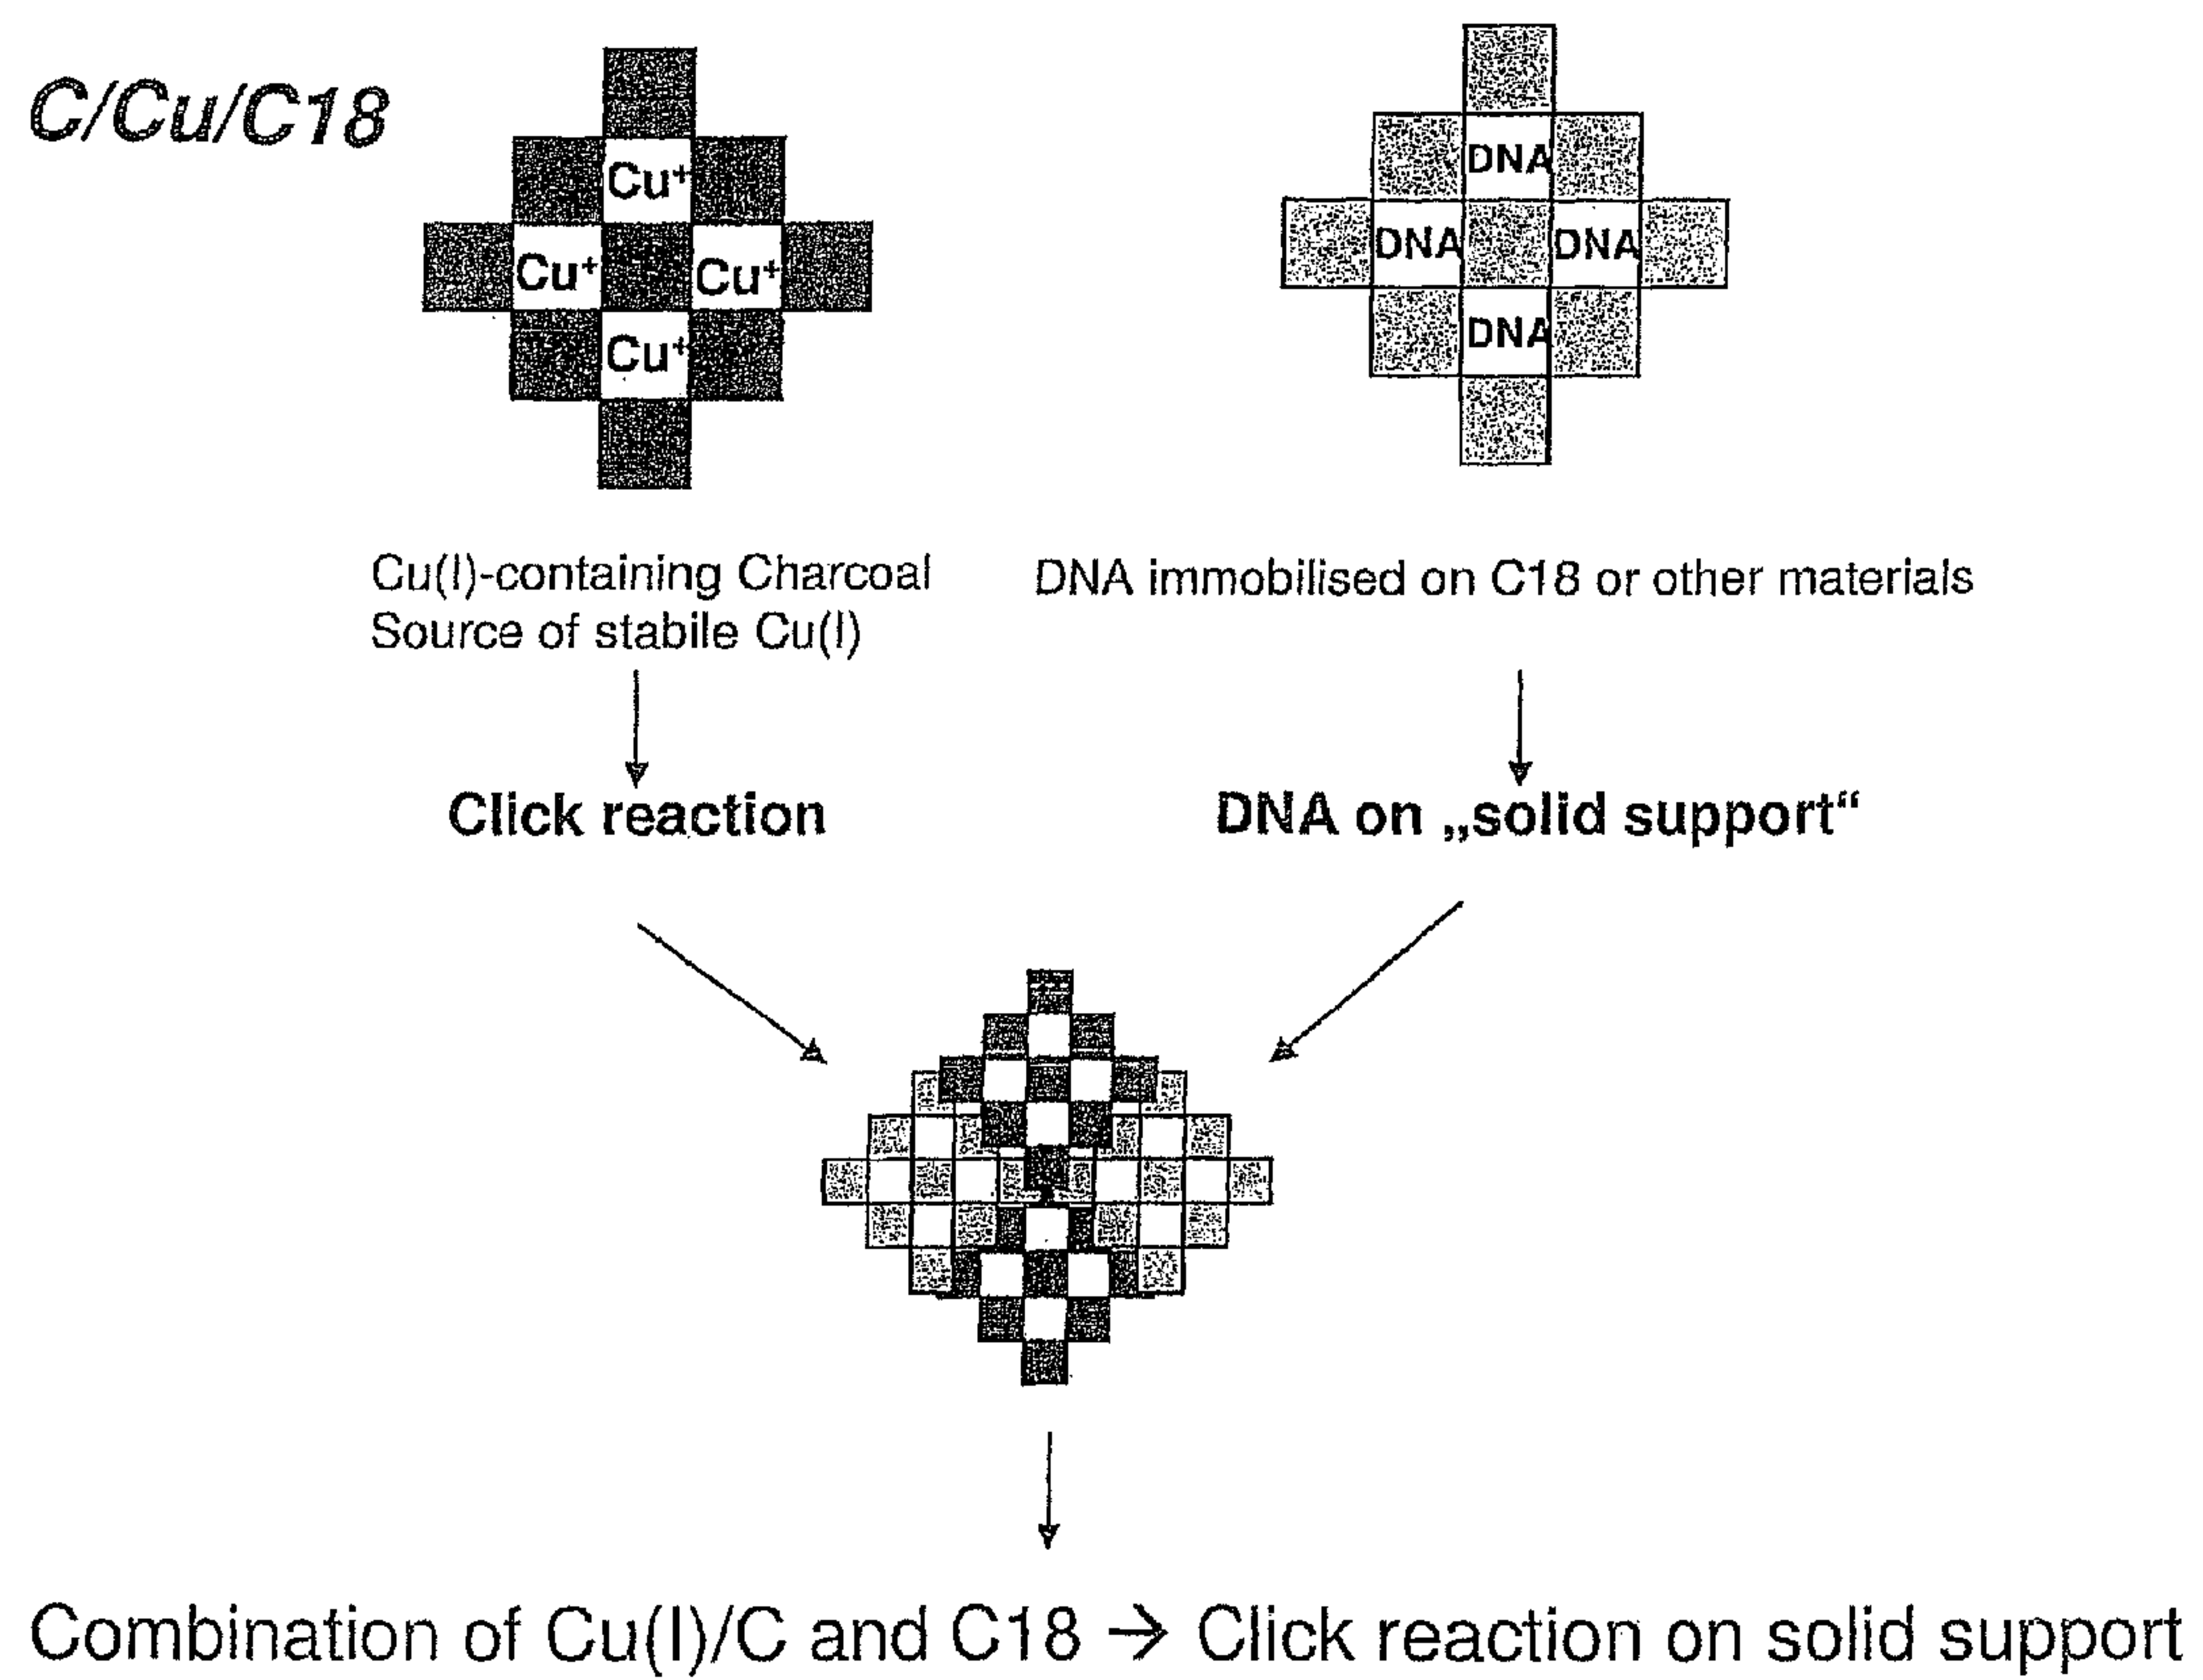 C/Cu/C18
Cu⁺
Cu⁺ Cu⁺
Cu⁺
DNA
DNA DNA
DNA
Cu(I)-containing Charcoal
Source of stabile Cu(I)
DNA immobilised on C18 or other materials
Click reaction
DNA on „solid support“
Combination of Cu(I)/C and C18 → Click reaction on solid support